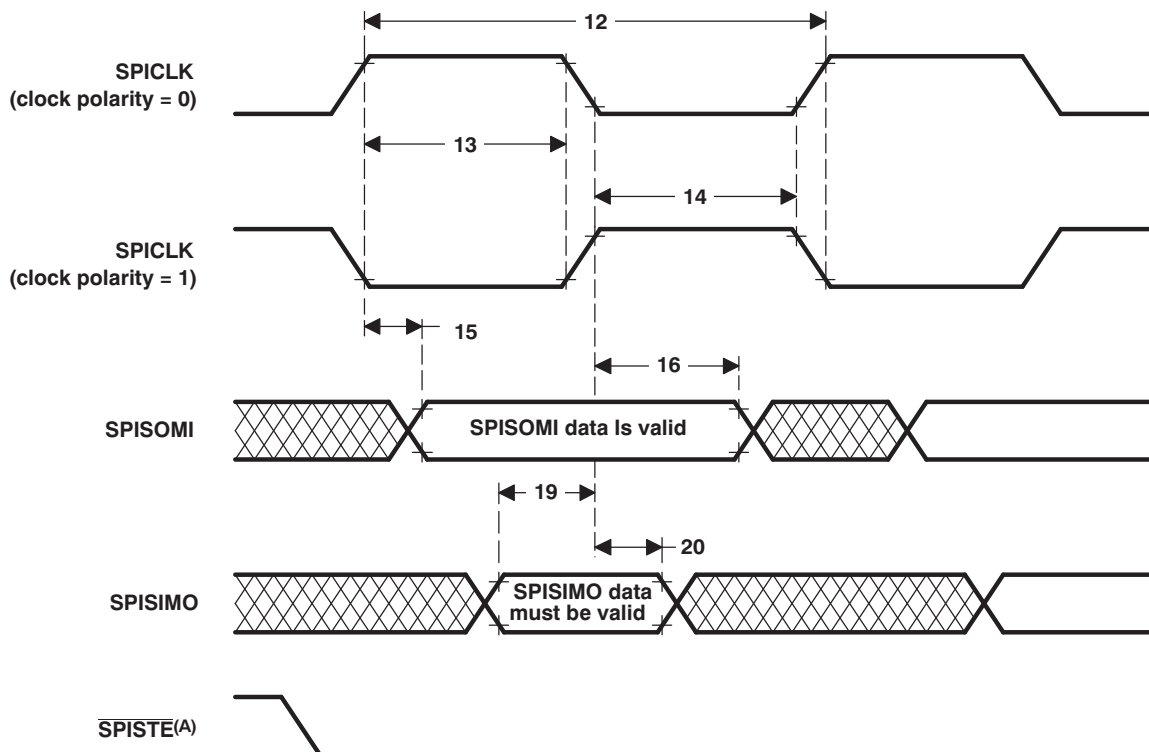 12
SPICLK
(clock polarity = 0)
13
14
SPICLK
(clock polarity = 1)
15
16
SPISOMI
SPISOMI data Is valid
19
20
SPISIMO
SPISIMO data
must be valid
SPISTE(A)